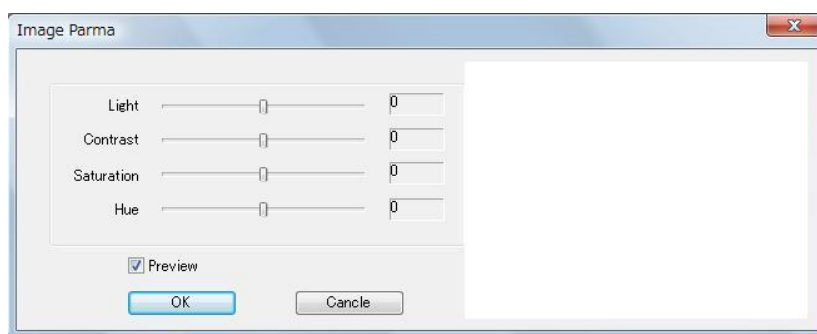 Image Parma
Light 0
Contrast 0
Saturation 0
Hue 0
Preview
OK Cancle